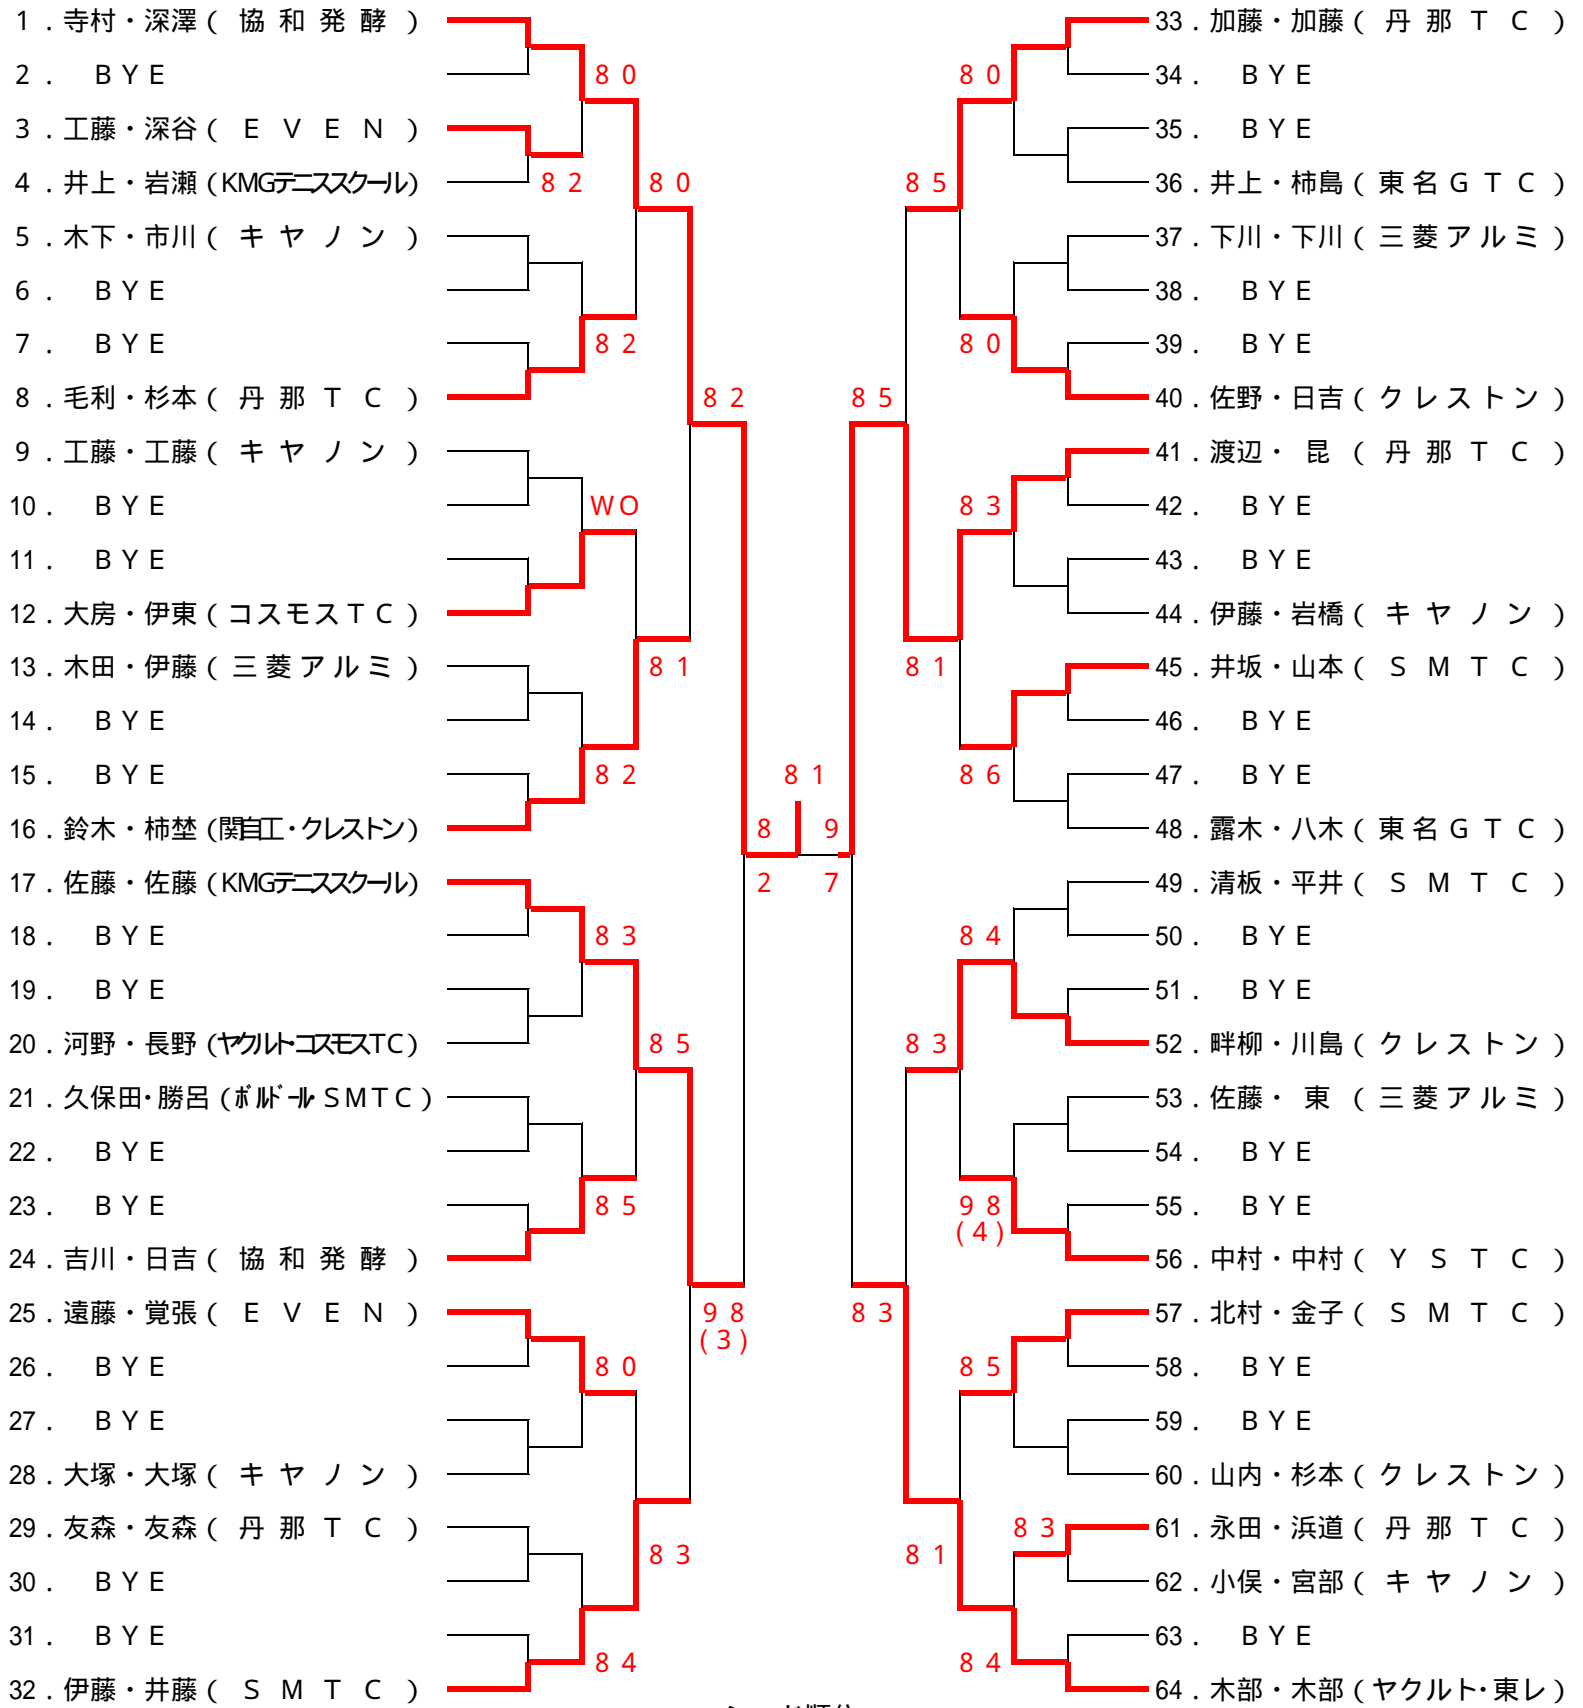 1．寺村・深澤（協和発酵）
2．BYE
80
3．工藤・深谷（EVEN）
4．井上・岩瀬（KMGテニススクール）
82
80
5．木下・市川（キヤノン）
6．BYE
7．BYE
82
8．毛利・杉本（丹那TC）
82
9．工藤・工藤（キヤノン）
10．BYE
WO
11．BYE
12．大房・伊東（コスモスTC）
13．木田・伊藤（三菱アルミ）
81
14．BYE
15．BYE
82
16．鈴木・柿埜（関自工・クレストン）
17．佐藤・佐藤（KMGテニススクール）
18．BYE
83
19．BYE
20．河野・長野（ヤクルト・コスモスTC）
85
21．久保田・勝呂（ボルドール・SMTC）
22．BYE
23．BYE
85
24．吉川・日吉（協和発酵）
25．遠藤・覚張（EVEN）
98
(3)
26．BYE
80
27．BYE
28．大塚・大塚（キヤノン）
29．友森・友森（丹那TC）
83
30．BYE
31．BYE
84
32．伊藤・井藤（SMTC）
81
8 9
2 7
33．加藤・加藤（丹那TC）
80
34．BYE
35．BYE
85
36．井上・柿島（東名GTC）
37．下川・下川（三菱アルミ）
38．BYE
80
39．BYE
85
40．佐野・日吉（クレストン）
41．渡辺・昆（丹那TC）
83
42．BYE
43．BYE
44．伊藤・岩橋（キヤノン）
81
45．井坂・山本（SMTC）
46．BYE
86
47．BYE
48．露木・八木（東名GTC）
49．清板・平井（SMTC）
84
50．BYE
51．BYE
83
52．畔柳・川島（クレストン）
53．佐藤・東（三菱アルミ）
54．BYE
98
(4)
55．BYE
56．中村・中村（YSTC）
83
57．北村・金子（SMTC）
85
58．BYE
59．BYE
60．山内・杉本（クレストン）
83
61．永田・浜道（丹那TC）
81
62．小俣・宮部（キヤノン）
63．BYE
84
64．木部・木部（ヤクルト・東レ）